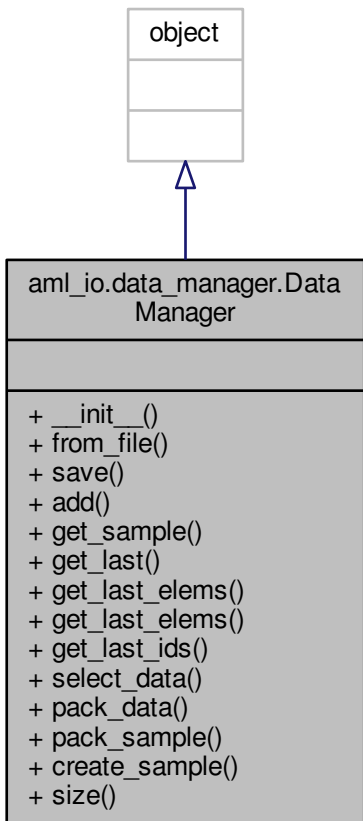 object
aml_io.data_manager.Data
Manager
+ __init__()
+ from_file()
+ save()
+ add()
+ get_sample()
+ get_last()
+ get_last_elems()
+ get_last_elems()
+ get_last_ids()
+ select_data()
+ pack_data()
+ pack_sample()
+ create_sample()
+ size()